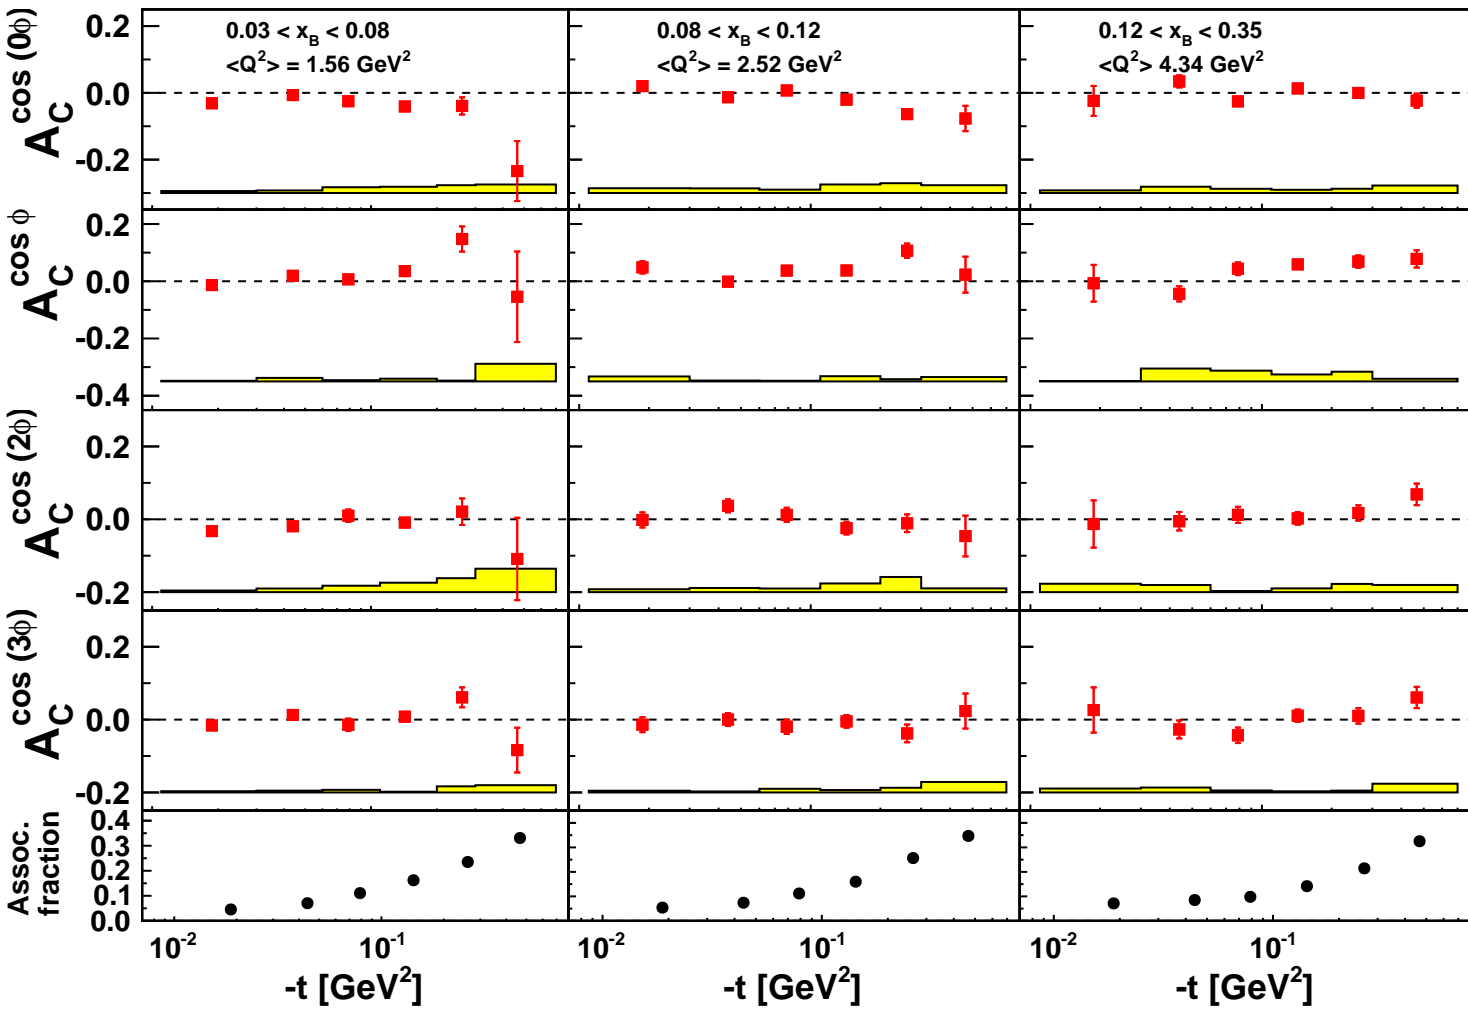 0.03 < x_B < 0.08
<Q²> = 1.56 GeV²
0.08 < x_B < 0.12
<Q²> = 2.52 GeV²
0.12 < x_B < 0.35
<Q²> 4.34 GeV²
A_C^cos (0ϕ)
0.2
0.0
-0.2
A_C^cos ϕ
0.2
0.0
-0.2
-0.4
A_C^cos (2ϕ)
0.2
0.0
-0.2
A_C^cos (3ϕ)
0.2
0.0
-0.2
Assoc.
fraction
0.4
0.3
0.2
0.1
0.0
10⁻² 10⁻¹ 10⁻² 10⁻¹ 10⁻² 10⁻¹
-t [GeV²] -t [GeV²] -t [GeV²]